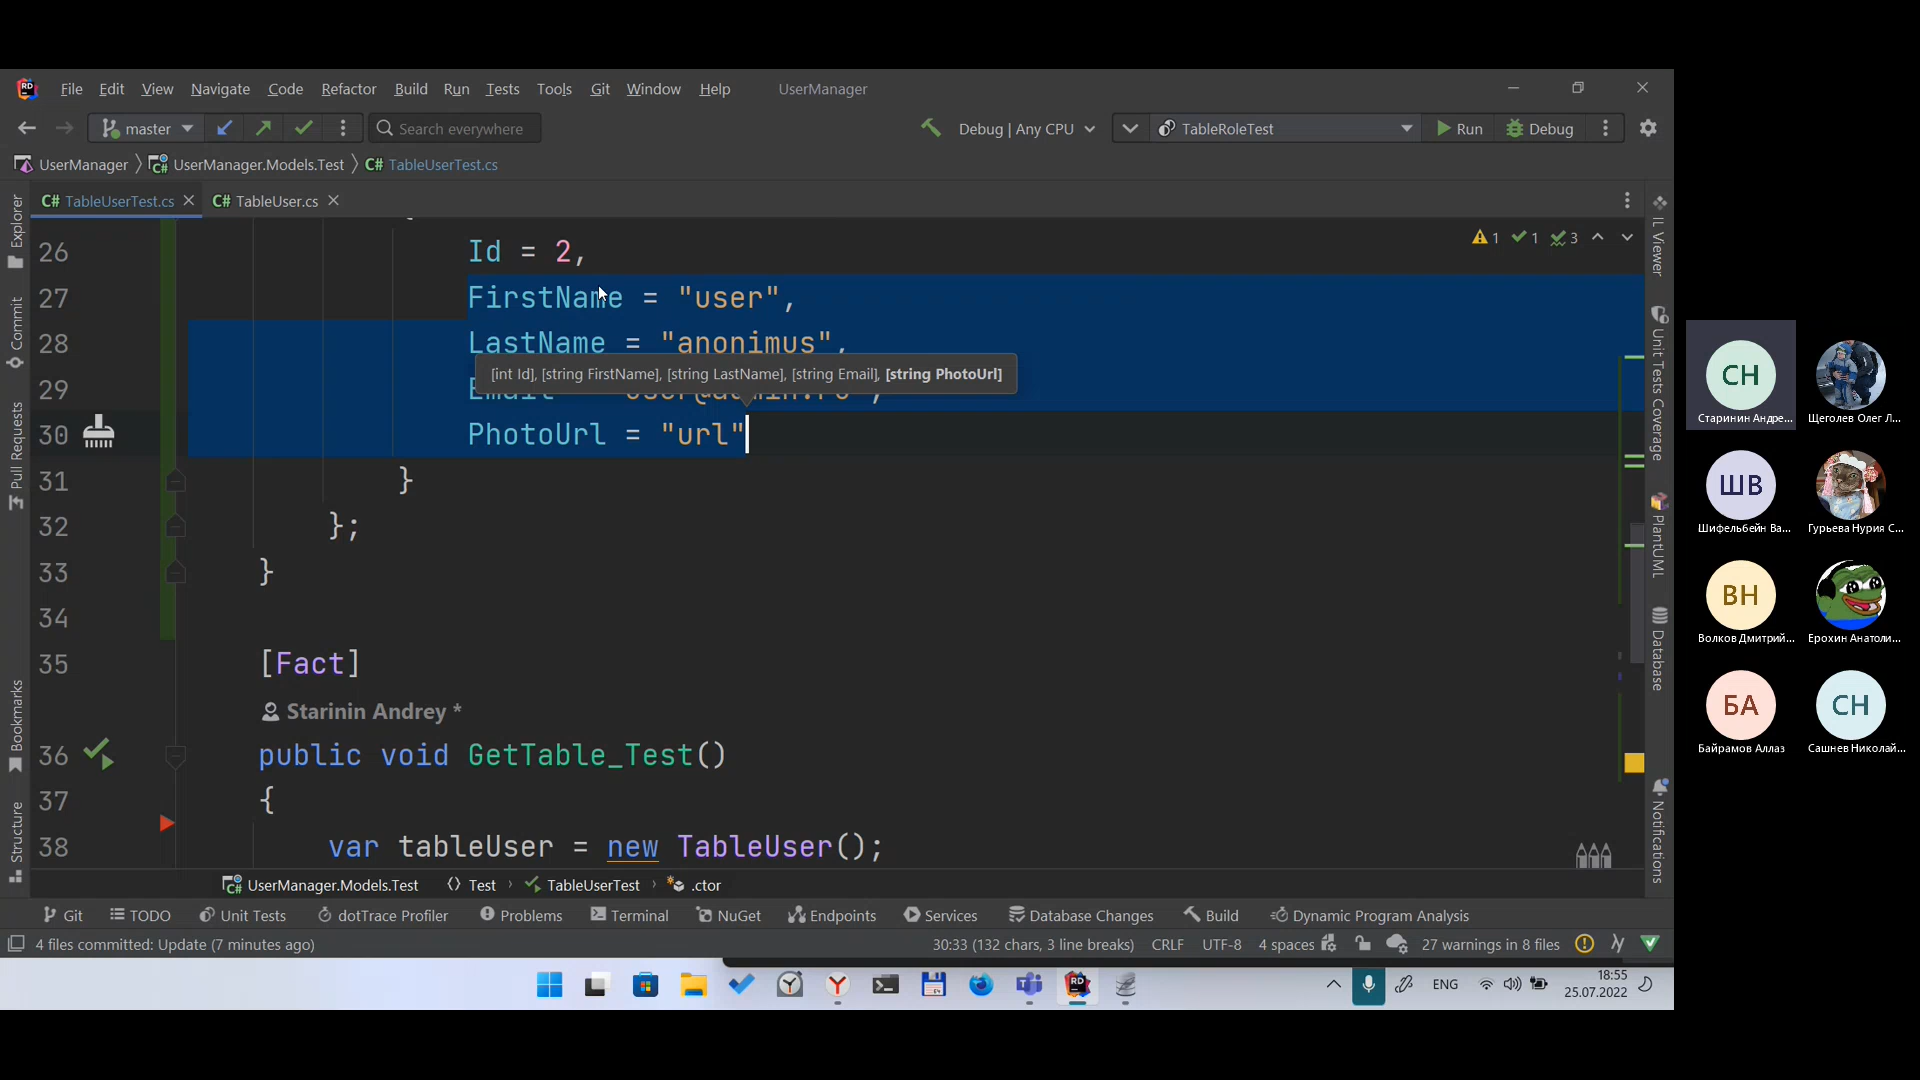 File Edit View Navigate Code Refactor Build Run Tests Tools Git Window Help UserManager
master Search everywhere Debug | Any CPU TableRoleTest Run Debug
UserManager UserManager.Models.Test C# TableUserTest.cs
C# TableUserTest.cs C# TableUser.cs
26 Id = 2,
27 FirstName = "user",
28 LastName = "anonimus",
[int Id], [string FirstName], [string LastName], [string Email], [string PhotoUrl]
29
30 PhotoUrl = "url"
31 }
32 };
33 }
34
35 [Fact]
Starinin Andrey *
36 public void GetTable_Test()
37 {
38 var tableUser = new TableUser();
1 1 3
Explorer
Commit
Pull Requests
Bookmarks
Structure
IL Viewer
Unit Tests Coverage
PlantUML
Database
Notifications
UserManager.Models.Test Test TableUserTest .ctor
Git TODO Unit Tests dotTrace Profiler Problems Terminal NuGet Endpoints Services Database Changes Build Dynamic Program Analysis
4 files committed: Update (7 minutes ago) 30:33 (132 chars, 3 line breaks) CRLF UTF-8 4 spaces 27 warnings in 8 files
ENG 18:55
25.07.2022
СН
Старинин Андре...
Щеголев Олег Л...
ШВ
Шифельбейн Ва...
Гурьева Нурия С...
ВН
Волков Дмитрий...
Ерохин Анатоли...
БА
Байрамов Аллаз
СН
Сашнев Николай...